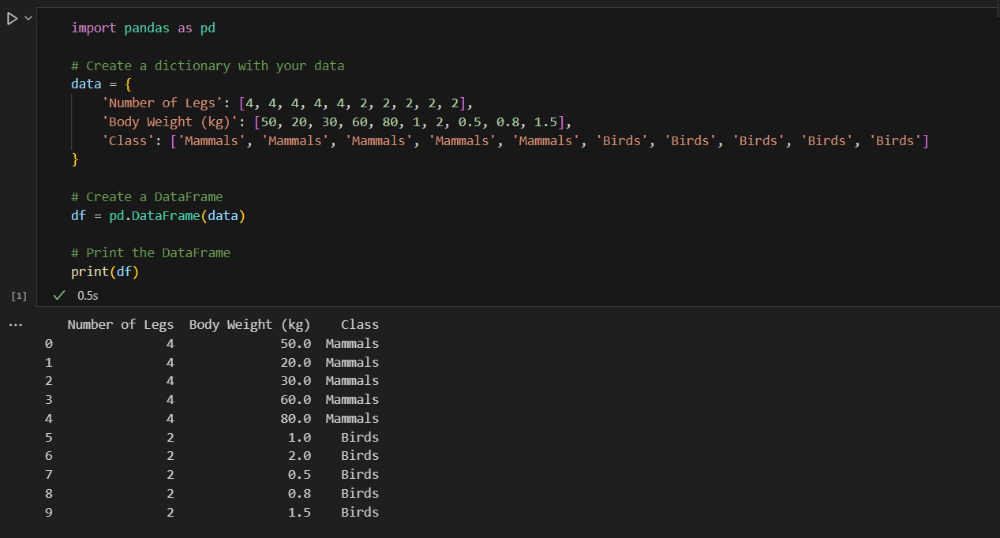 import pandas as pd
# Create a dictionary with your data
data = {
'Number of Legs': [4, 4, 4, 4, 4, 2, 2, 2, 2, 2],
'Body Weight (kg)': [50, 20, 30, 60, 80, 1, 2, 0.5, 0.8, 1.5],
'Class': ['Mammals', 'Mammals', 'Mammals', 'Mammals', 'Mammals', 'Birds', 'Birds', 'Birds', 'Birds', 'Birds']
}
# Create a DataFrame
df = pd.DataFrame(data)
# Print the DataFrame
print(df)
[1] 0.5s
... Number of Legs Body Weight (kg) Class
0 4 50.0 Mammals
1 4 20.0 Mammals
2 4 30.0 Mammals
3 4 60.0 Mammals
4 4 80.0 Mammals
5 2 1.0 Birds
6 2 2.0 Birds
7 2 0.5 Birds
8 2 0.8 Birds
9 2 1.5 Birds